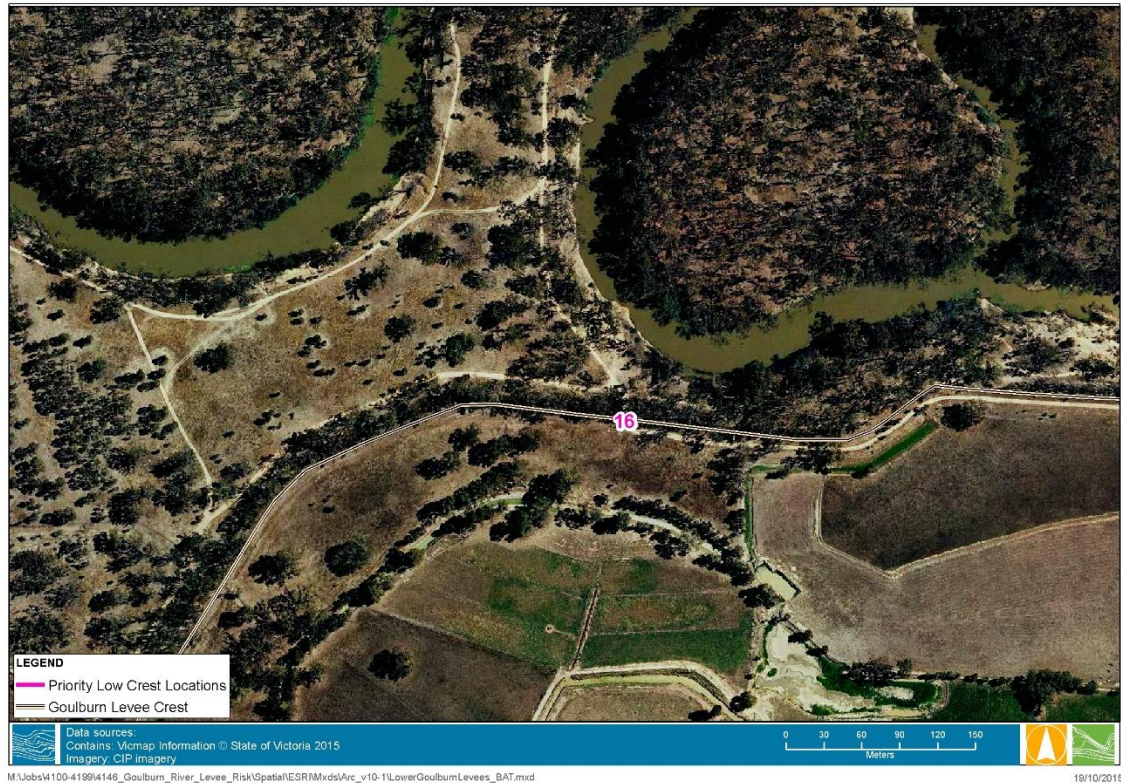 16
LEGEND
Priority Low Crest Locations
Goulburn Levee Crest
Data sources:
Contains: Vicmap Information © State of Victoria 2015
Imagery: CIP imagery
0 30 60 90 120 150
Meters
M:\Jobs\4100-4199\4146_Goulburn_River_Levee_Risk\Spatial\ESRI\Mxds\Arc_v10-1\LowerGoulburnLevees_BAT.mxd
19/10/2015